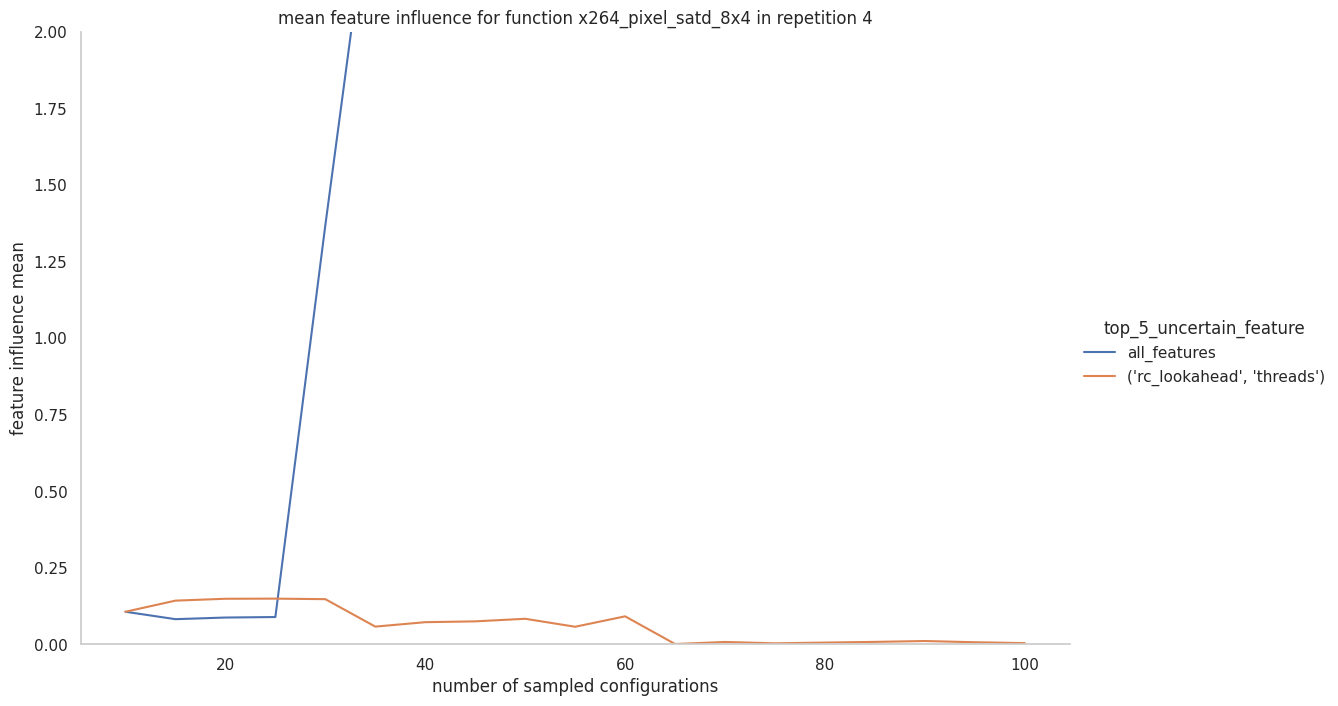 mean feature influence for function x264_pixel_satd_8x4 in repetition 4
2.00
1.75
1.50
1.25
1.00
0.75
0.50
0.25
0.00
feature influence mean
20
40
60
80
100
number of sampled configurations
top_5_uncertain_feature
all_features
('rc_lookahead', 'threads')